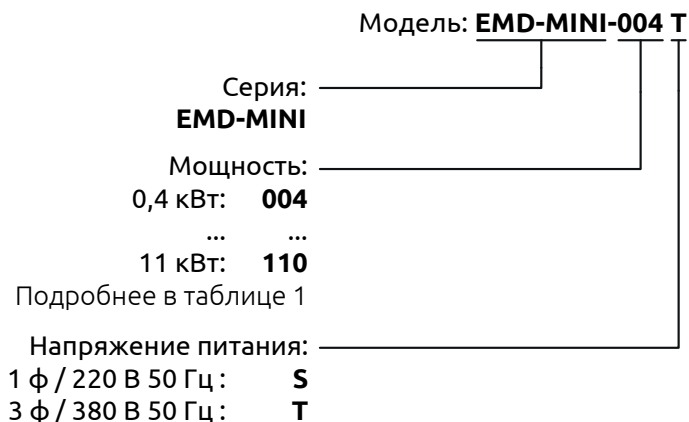 Модель: EMD-MINI-004 T
Серия:
EMD-MINI
Мощность:
0,4 кВт: 004
... ...
11 кВт: 110
Подробнее в таблице 1
Напряжение питания:
1 ф / 220 В 50 Гц : S
3 ф / 380 В 50 Гц : T